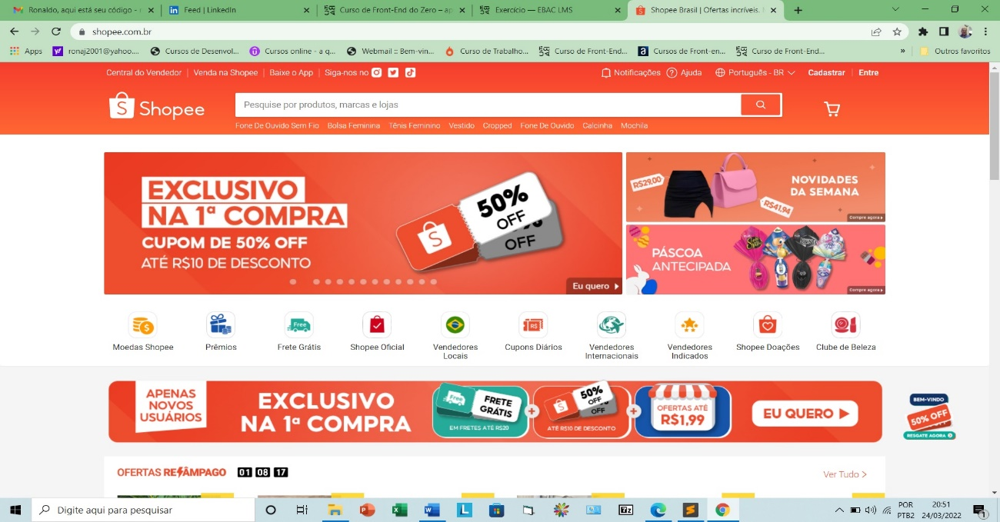 Ronaldo, aqui está seu código -
Feed | LinkedIn
Curso de Front-End do Zero – ap
Exercício — EBAC LMS
Shopee Brasil | Ofertas incríveis.
shopee.com.br
Apps
ronaj2001@yahoo....
Cursos de Desenvol...
Cursos online - a q...
Webmail :: Bem-vin...
Curso de Trabalho...
Curso de Front-End...
Cursos de Front-en...
Curso de Front-End...
»
Outros favoritos
Central do Vendedor | Venda na Shopee | Baixe o App | Siga-nos no
Notificações
Ajuda
Português - BR
Cadastrar | Entre
Shopee
Pesquise por produtos, marcas e lojas
Fone De Ouvido Sem Fio Bolsa Feminina Tênis Feminino Vestido Cropped Fone De Ouvido Calcinha Mochila
EXCLUSIVO
NA 1ª COMPRA
CUPOM DE 50% OFF
ATÉ R$10 DE DESCONTO
50%
OFF
%
OFF
Eu quero
R$29,00
R$41,94
NOVIDADES
DA SEMANA
Compre agora
PÁSCOA
ANTECIPADA
Compre agora
Moedas Shopee
Prêmios
Free
Frete Grátis
Shopee Oficial
Vendedores
Locais
R$
Cupons Diários
Vendedores
Internacionais
Vendedores
Indicados
Shopee Doações
Clube de Beleza
APENAS
NOVOS
USUÁRIOS
EXCLUSIVO
NA 1ª COMPRA
Free
FRETE
GRÁTIS
EM FRETES ATÉ R$20
+
50%
OFF
OFF
ATÉ R$10 DE DESCONTO
+
OFERTAS ATÉ
R$1,99
EU QUERO
BEM-VINDO
50% OFF
RESGATE AGORA
OFERTAS RELÂMPAGO
01 08 17
Ver Tudo >
Digite aqui para pesquisar
7z
POR
PTB2
20:51
24/03/2022
1